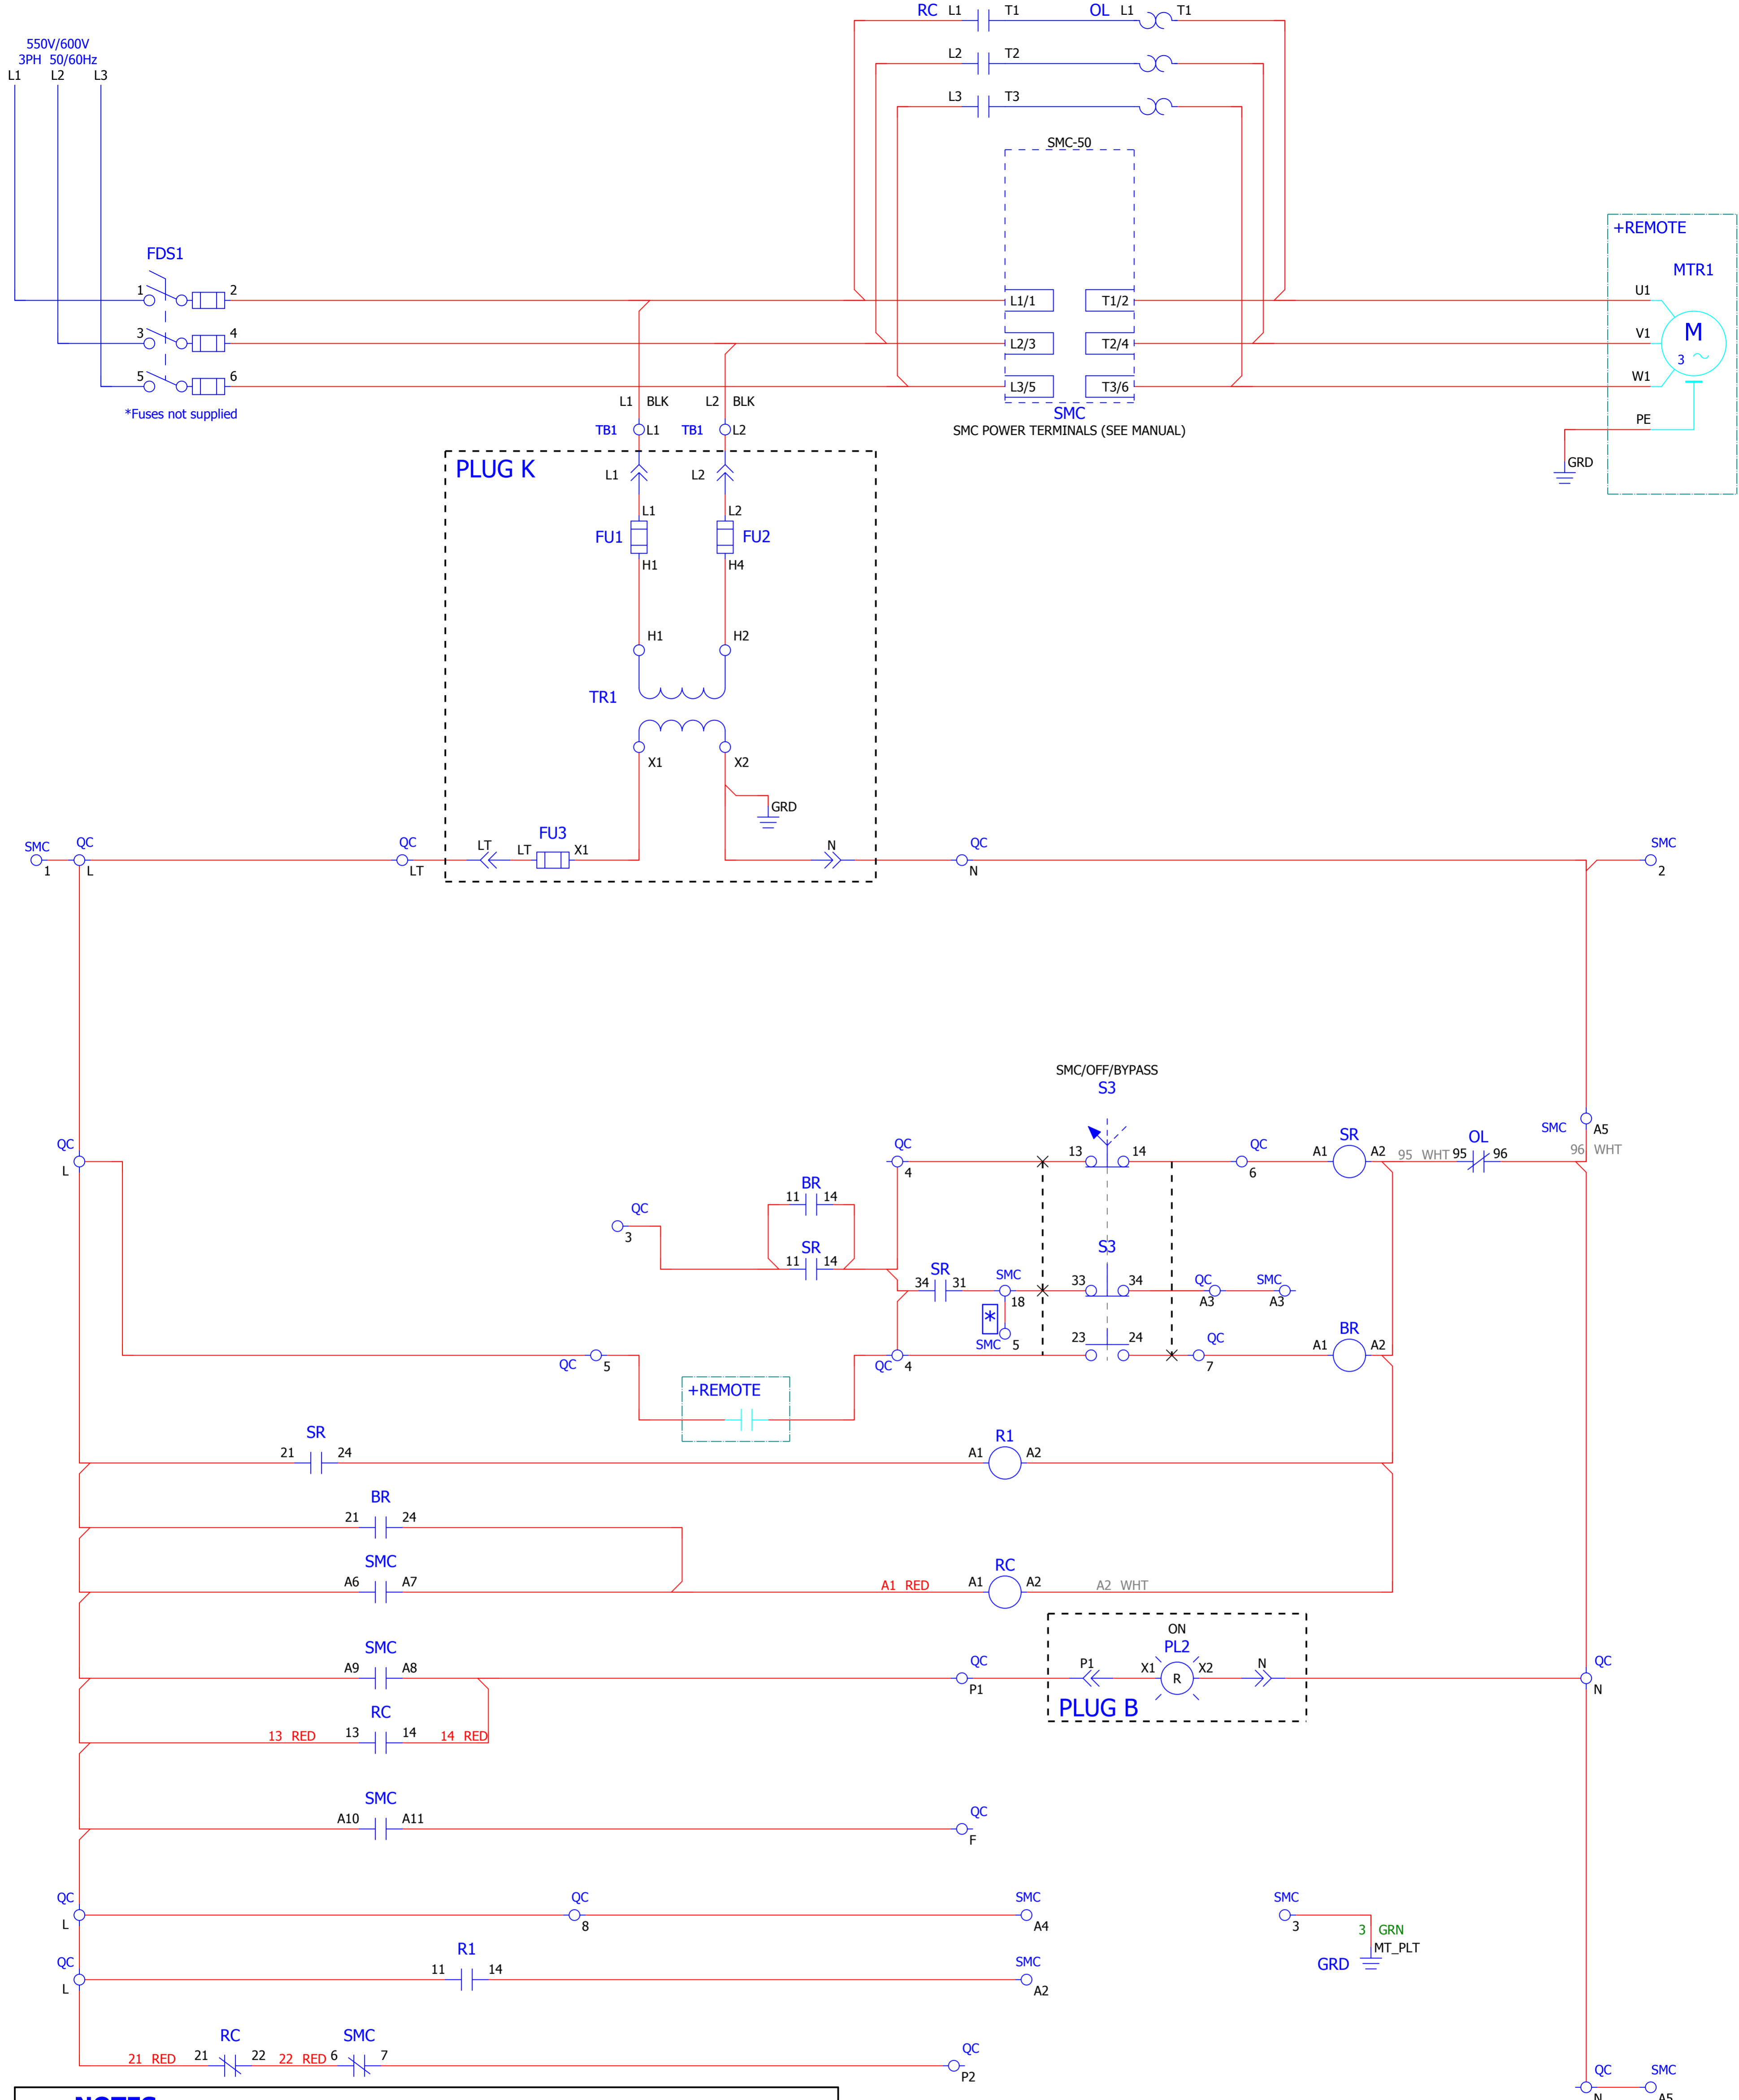 RC L1 T1 OL L1 T1
550V/600V
3PH 50/60Hz
L1 L2 L3
L2 T2
L3 T3
SMC-50
+REMOTE
FDS1
MTR1
1 2 L1/1 T1/2 U1
3 4 L2/3 T2/4 V1 M
3
5 6 L3/5 T3/6 W1
*Fuses not supplied
L1 BLK L2 BLK
SMC
PE
TB1 L1 TB1 L2
SMC POWER TERMINALS (SEE MANUAL)
GRD
PLUG K
L1 L2
L1 L2
FU1 FU2
H1 H4
H1 H2
TR1
X1 X2
GRD
SMC QC QC FU3 QC SMC
LT LT X1 N
1 L LT N 2
SMC/OFF/BYPASS
S3
SMC A5
QC QC 13 14 QC SR OL
A1 A2 95 WHT 95 96 96 WHT
L 4 6
BR
11 14
QC
3
SR S3
11 14
SR SMC QC SMC
34 31 33 34
18 A3 A3
*
SMC 5
23 24 QC BR
A1 A2
QC 5 QC 4 7
+REMOTE
SR R1
21 24 A1 A2
BR
21 24
SMC RC
A6 A7 A1 RED A1 A2 A2 WHT
ON
SMC PL2
A9 A8 QC P1 X1 R X2 N QC
P1 N
PLUG B
RC
13 RED 13 14 14 RED
SMC
A10 A11 QC
F
QC QC SMC SMC
L 8 A4 3
3 GRN
MT_PLT
GRD
QC R1 SMC
11 14
L A2
RC SMC
21 RED 21 22 22 RED 6 7 QC
P2
QC SMC
N A5
NOTES